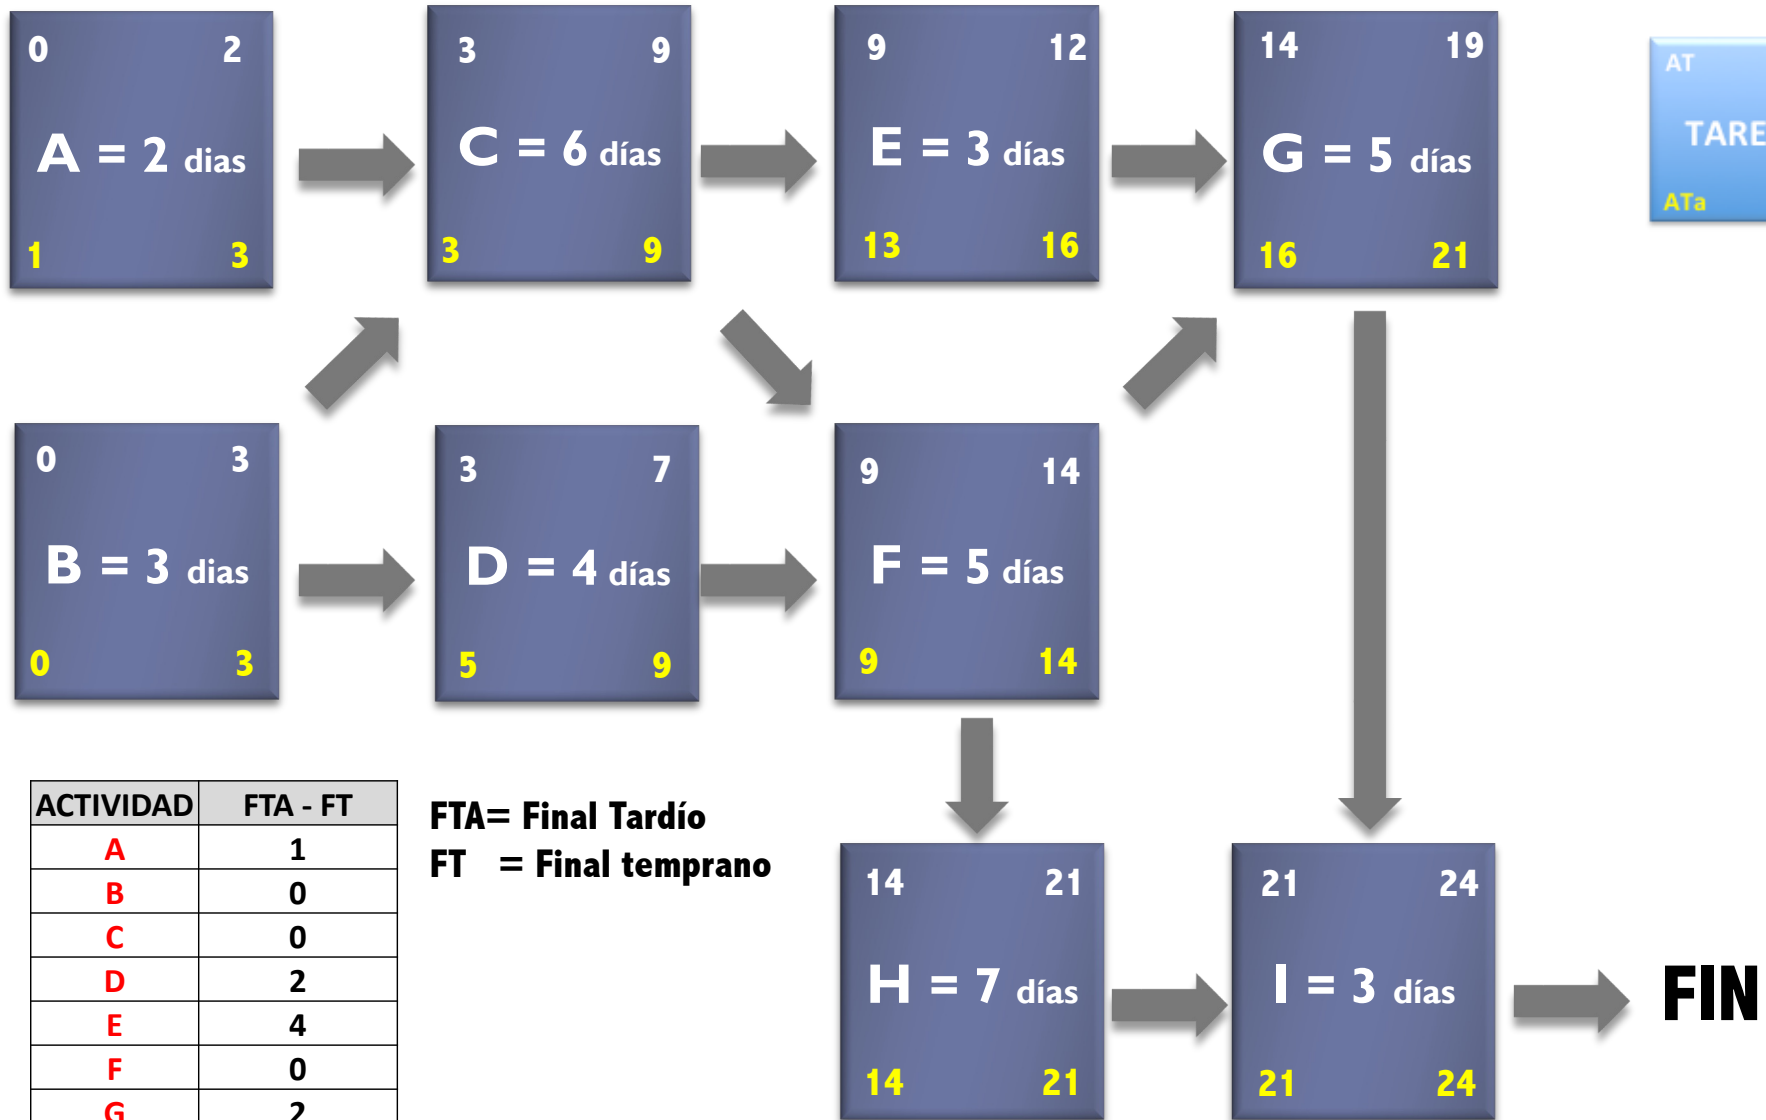 0 2
A = 2 dias
1 3
3 9
C = 6 días
3 9
9 12
E = 3 días
13 16
14 19
G = 5 días
16 21
AT
TARE
ATa
0 3
B = 3 dias
0 3
3 7
D = 4 días
5 9
9 14
F = 5 días
9 14
ACTIVIDAD FTA - FT
A 1
B 0
C 0
D 2
E 4
F 0
G 2
FTA= Final Tardío
FT = Final temprano
14 21
H = 7 días
14 21
21 24
I = 3 días
21 24
FIN